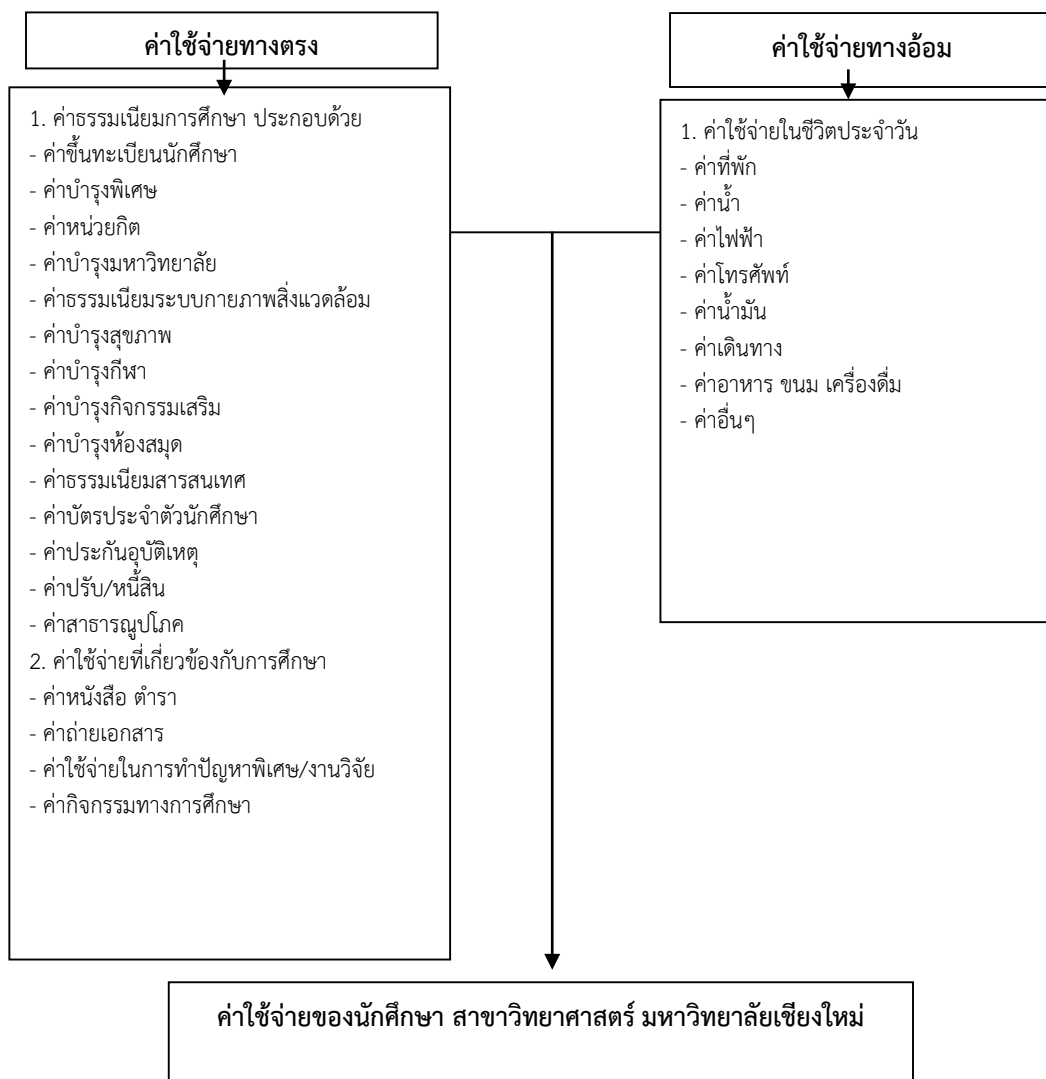 ค่าใช้จ่ายทางตรง
1. ค่าธรรมเนียมการศึกษา ประกอบด้วย
- ค่าขึ้นทะเบียนนักศึกษา
- ค่าบำรุงพิเศษ
- ค่าหน่วยกิต
- ค่าบำรุงมหาวิทยาลัย
- ค่าธรรมเนียมระบบกายภาพสิ่งแวดล้อม
- ค่าบำรุงสุขภาพ
- ค่าบำรุงกีฬา
- ค่าบำรุงกิจกรรมเสริม
- ค่าบำรุงห้องสมุด
- ค่าธรรมเนียมสารสนเทศ
- ค่าบัตรประจำตัวนักศึกษา
- ค่าประกันอุบัติเหตุ
- ค่าปรับ/หนี้สิน
- ค่าสาธารณูปโภค
2. ค่าใช้จ่ายที่เกี่ยวข้องกับการศึกษา
- ค่าหนังสือ ตำรา
- ค่าถ่ายเอกสาร
- ค่าใช้จ่ายในการทำปัญหาพิเศษ/งานวิจัย
- ค่ากิจกรรมทางการศึกษา
ค่าใช้จ่ายทางอ้อม
1. ค่าใช้จ่ายในชีวิตประจำวัน
- ค่าที่พัก
- ค่าน้ำ
- ค่าไฟฟ้า
- ค่าโทรศัพท์
- ค่าน้ำมัน
- ค่าเดินทาง
- ค่าอาหาร ขนม เครื่องดื่ม
- ค่าอื่นๆ
ค่าใช้จ่ายของนักศึกษา สาขาวิทยาศาสตร์ มหาวิทยาลัยเชียงใหม่